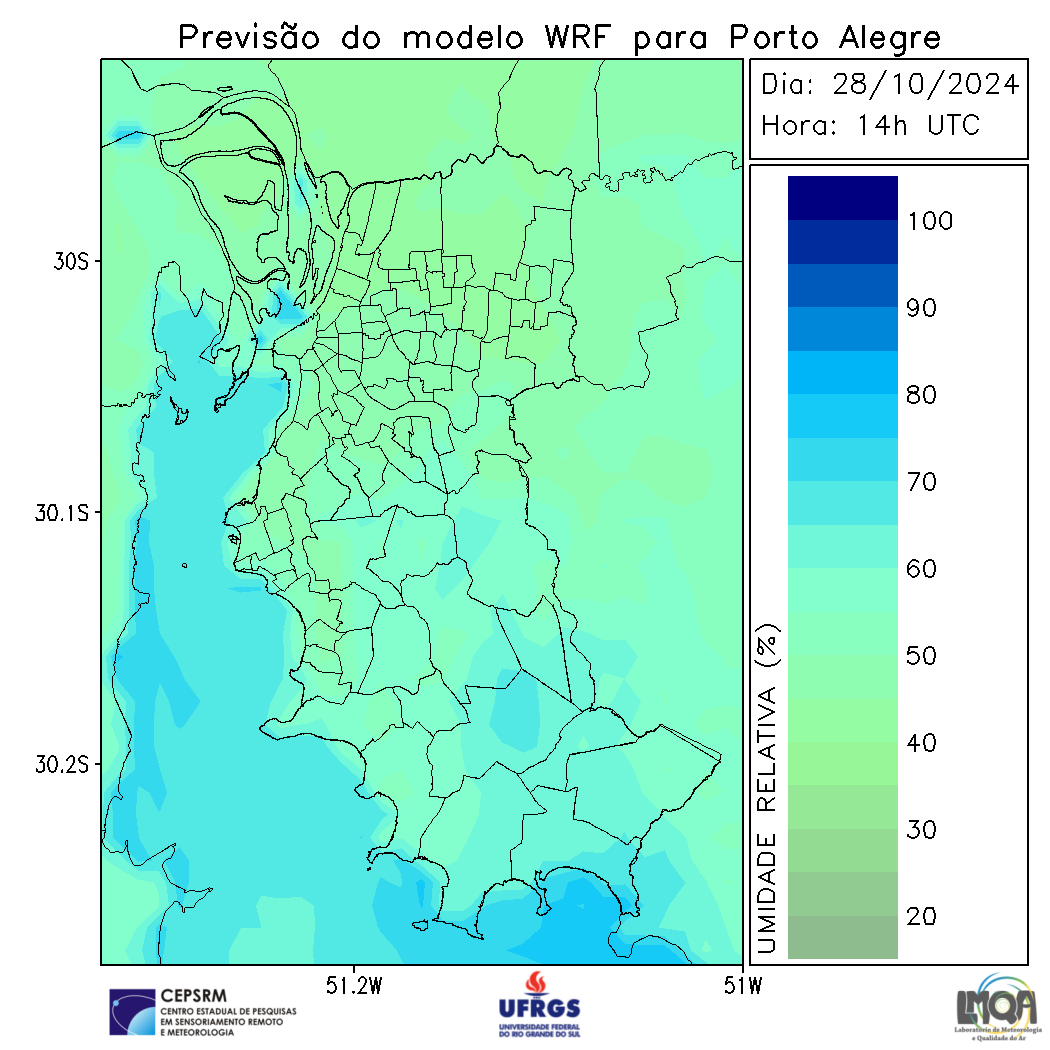 Previsão do modelo WRF para Porto Alegre
Dia: 28/10/2024
Hora: 14h UTC
30S
30.1S
30.2S
51.2W
51W
UMIDADE RELATIVA (%)
100
90
80
70
60
50
40
30
20
CEPSRM
CENTRO ESTADUAL DE PESQUISAS
EM SENSORIAMENTO REMOTO
E METEOROLOGIA
UFRGS
UNIVERSIDADE FEDERAL
DO RIO GRANDE DO SUL
LMQA
Laboratório de Meteorologia
e Qualidade do Ar